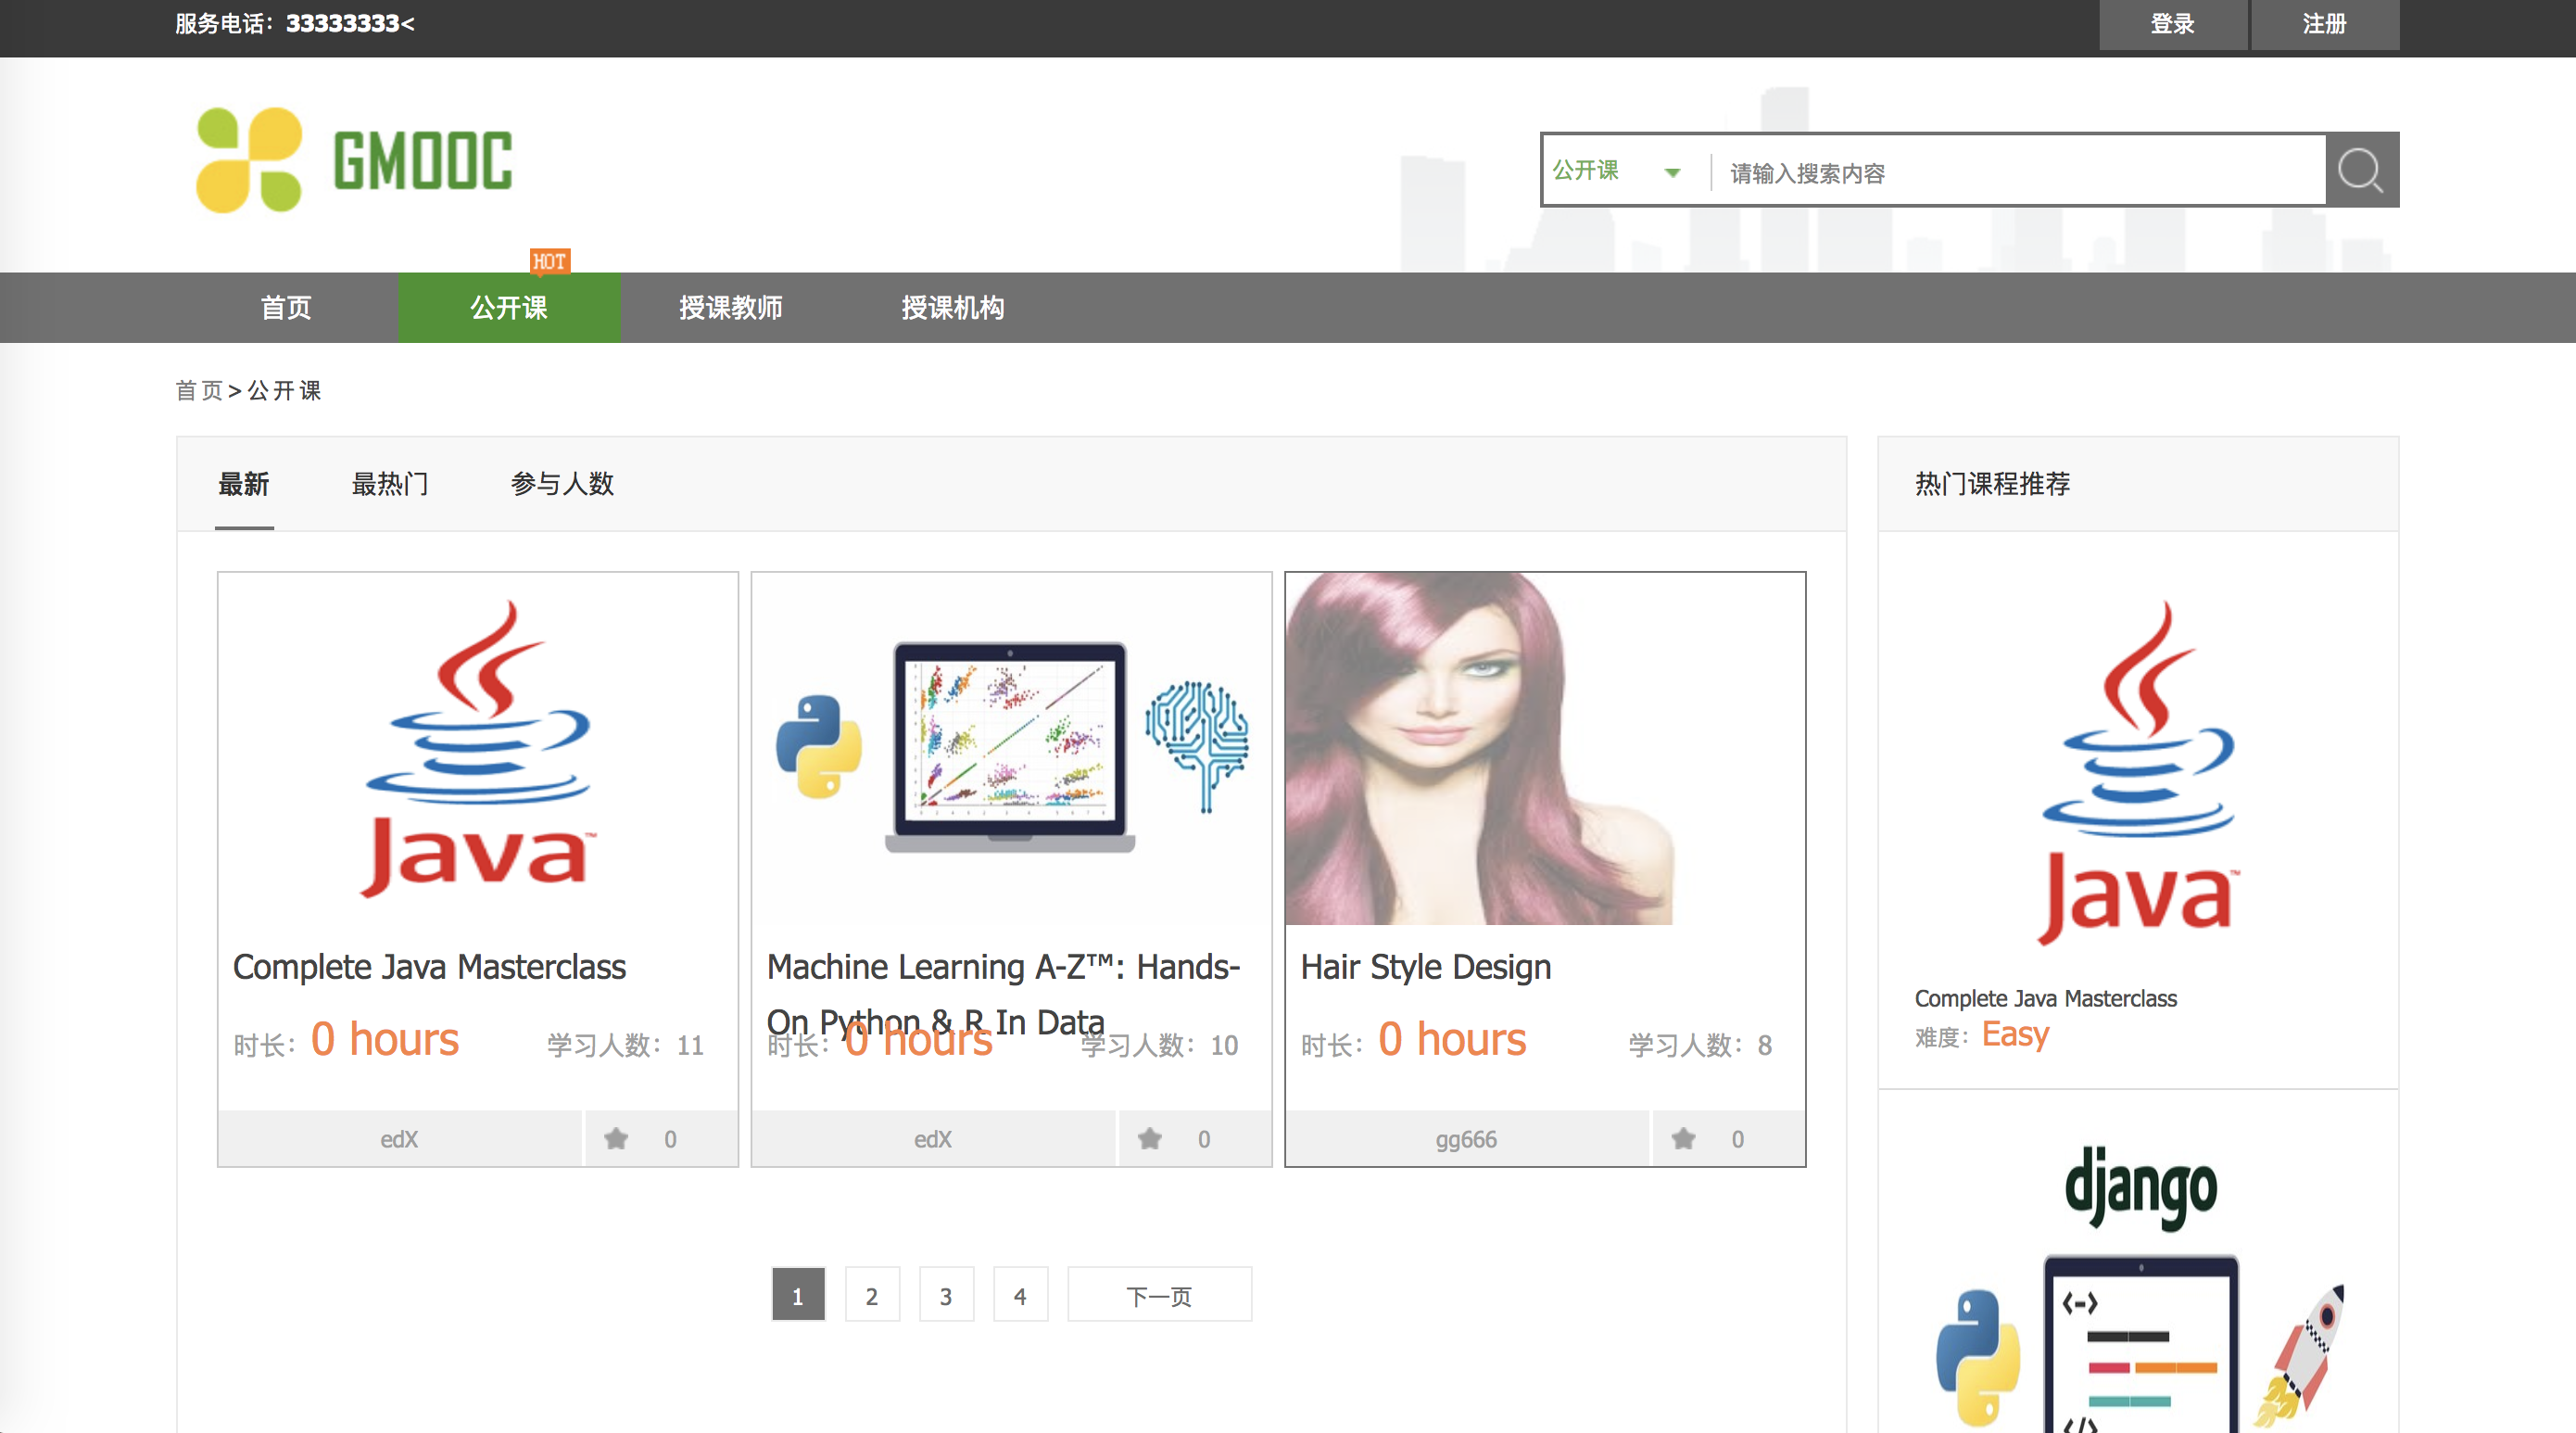 服务电话：33333333<
登录
注册
GMOOC
公开课
请输入搜索内容
HOT
首页
公开课
授课教师
授课机构
首页>公开课
最新
最热门
参与人数
热门课程推荐
Java™
Complete Java Masterclass
时长：0 hours
学习人数：11
edX
0
Machine Learning A-Z™: Hands-
On Python & R In Data
时长：0 hours
学习人数：10
edX
0
Hair Style Design
时长：0 hours
学习人数：8
gg666
0
1
2
3
4
下一页
Java™
Complete Java Masterclass
难度：Easy
django
<->
</>